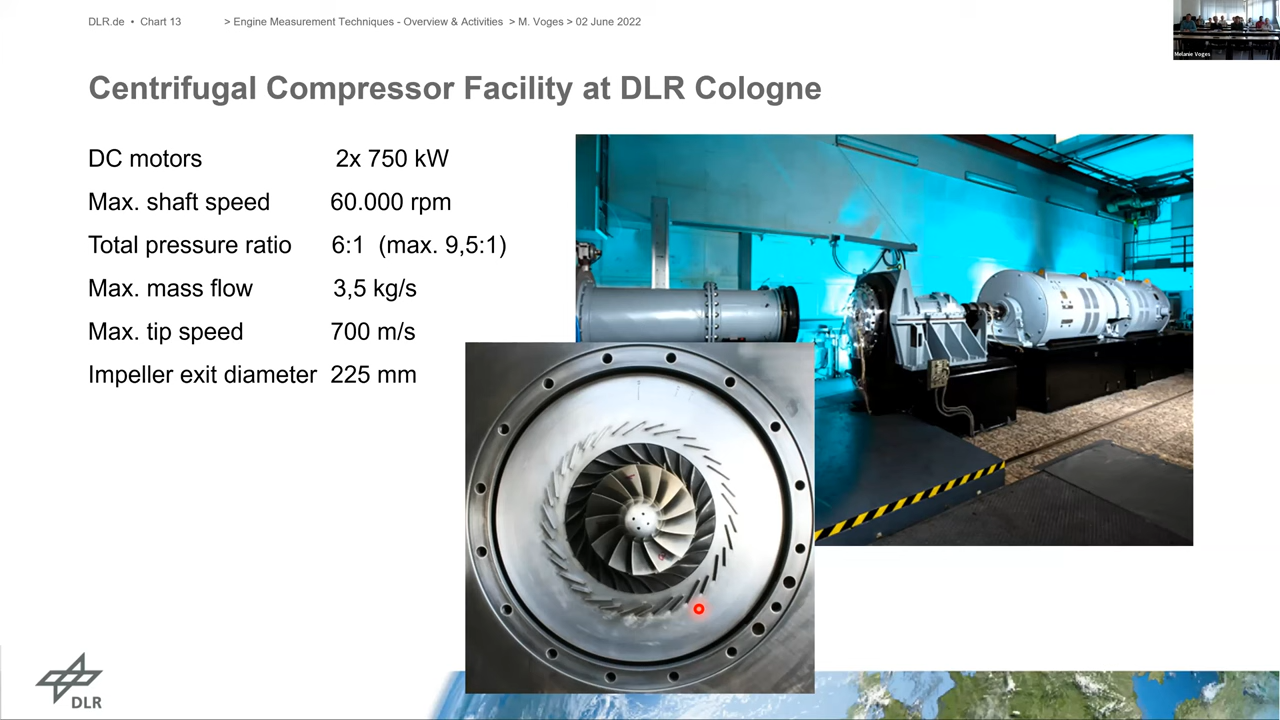 DLR.de • Chart 13 > Engine Measurement Techniques - Overview & Activities > M. Voges > 02 June 2022
Melanie Voges
Centrifugal Compressor Facility at DLR Cologne
DC motors 2x 750 kW
Max. shaft speed 60.000 rpm
Total pressure ratio 6:1 (max. 9,5:1)
Max. mass flow 3,5 kg/s
Max. tip speed 700 m/s
Impeller exit diameter 225 mm
DLR